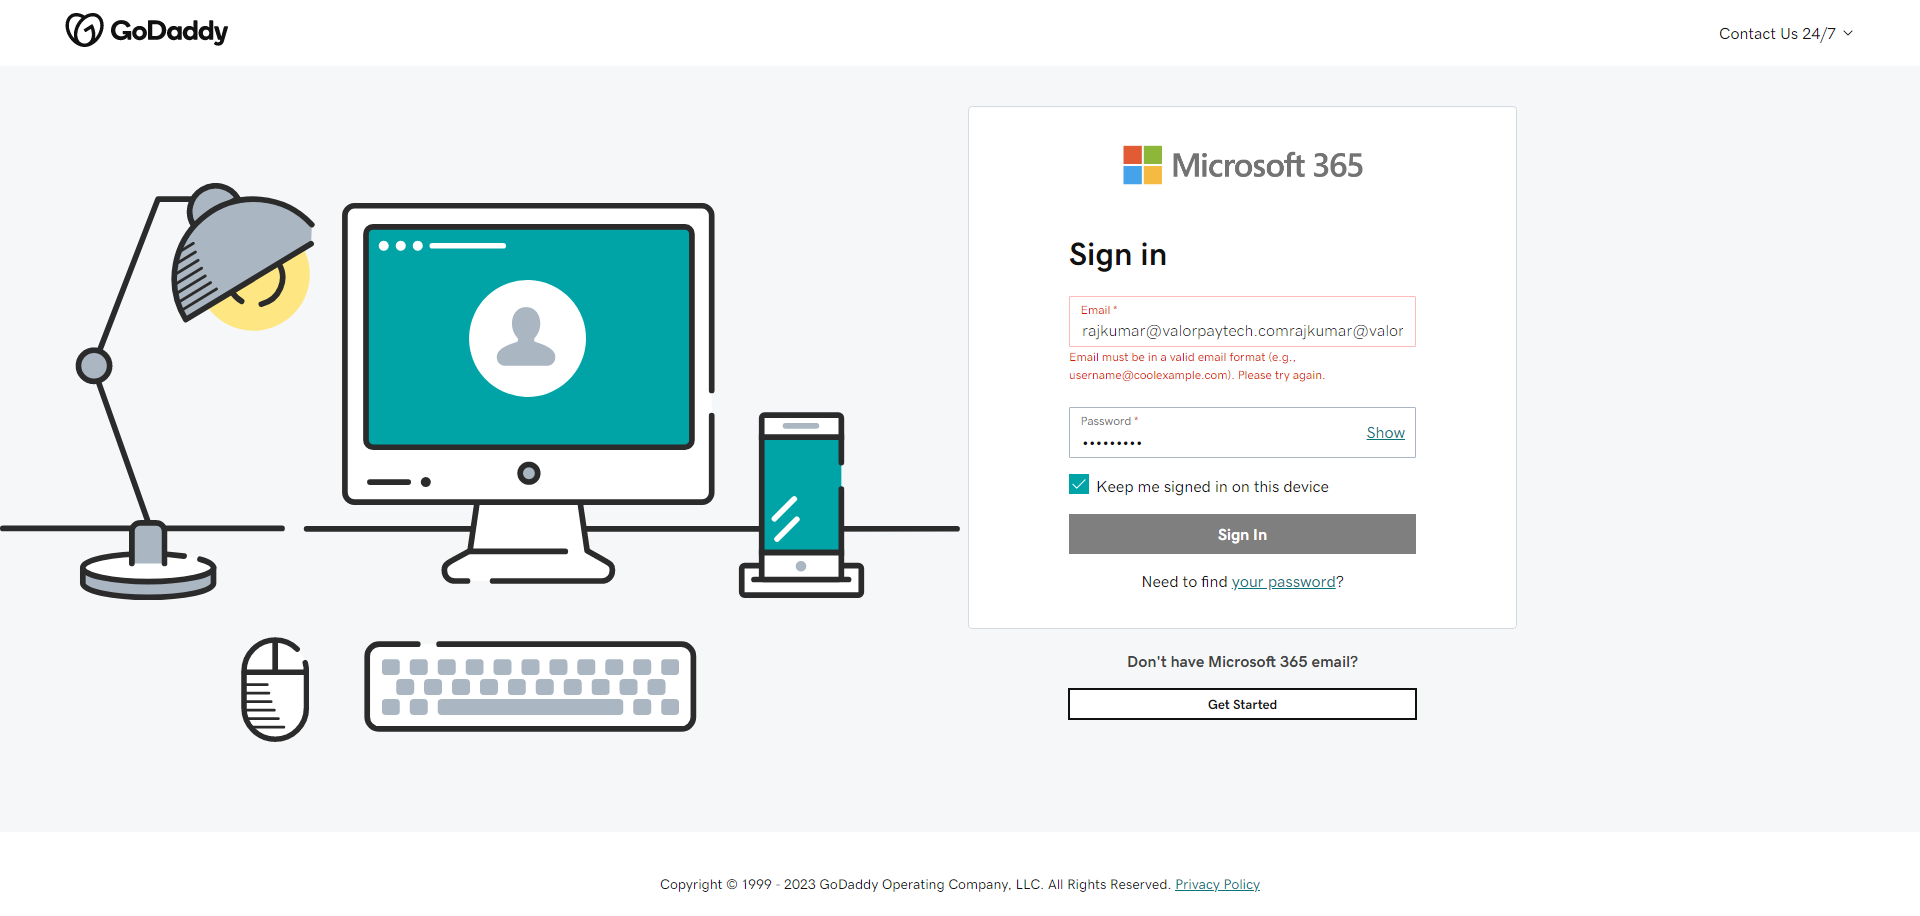 GoDaddy
Contact Us 24/7
Microsoft 365
Sign in
Email *
rajkumar@valorpaytech.comrajkumar@valor
Email must be in a valid email format (e.g.,
username@coolexample.com). Please try again.
Password *
•••••••••
Show
Keep me signed in on this device
Sign In
Need to find your password?
Don't have Microsoft 365 email?
Get Started
Copyright © 1999 - 2023 GoDaddy Operating Company, LLC. All Rights Reserved. Privacy Policy